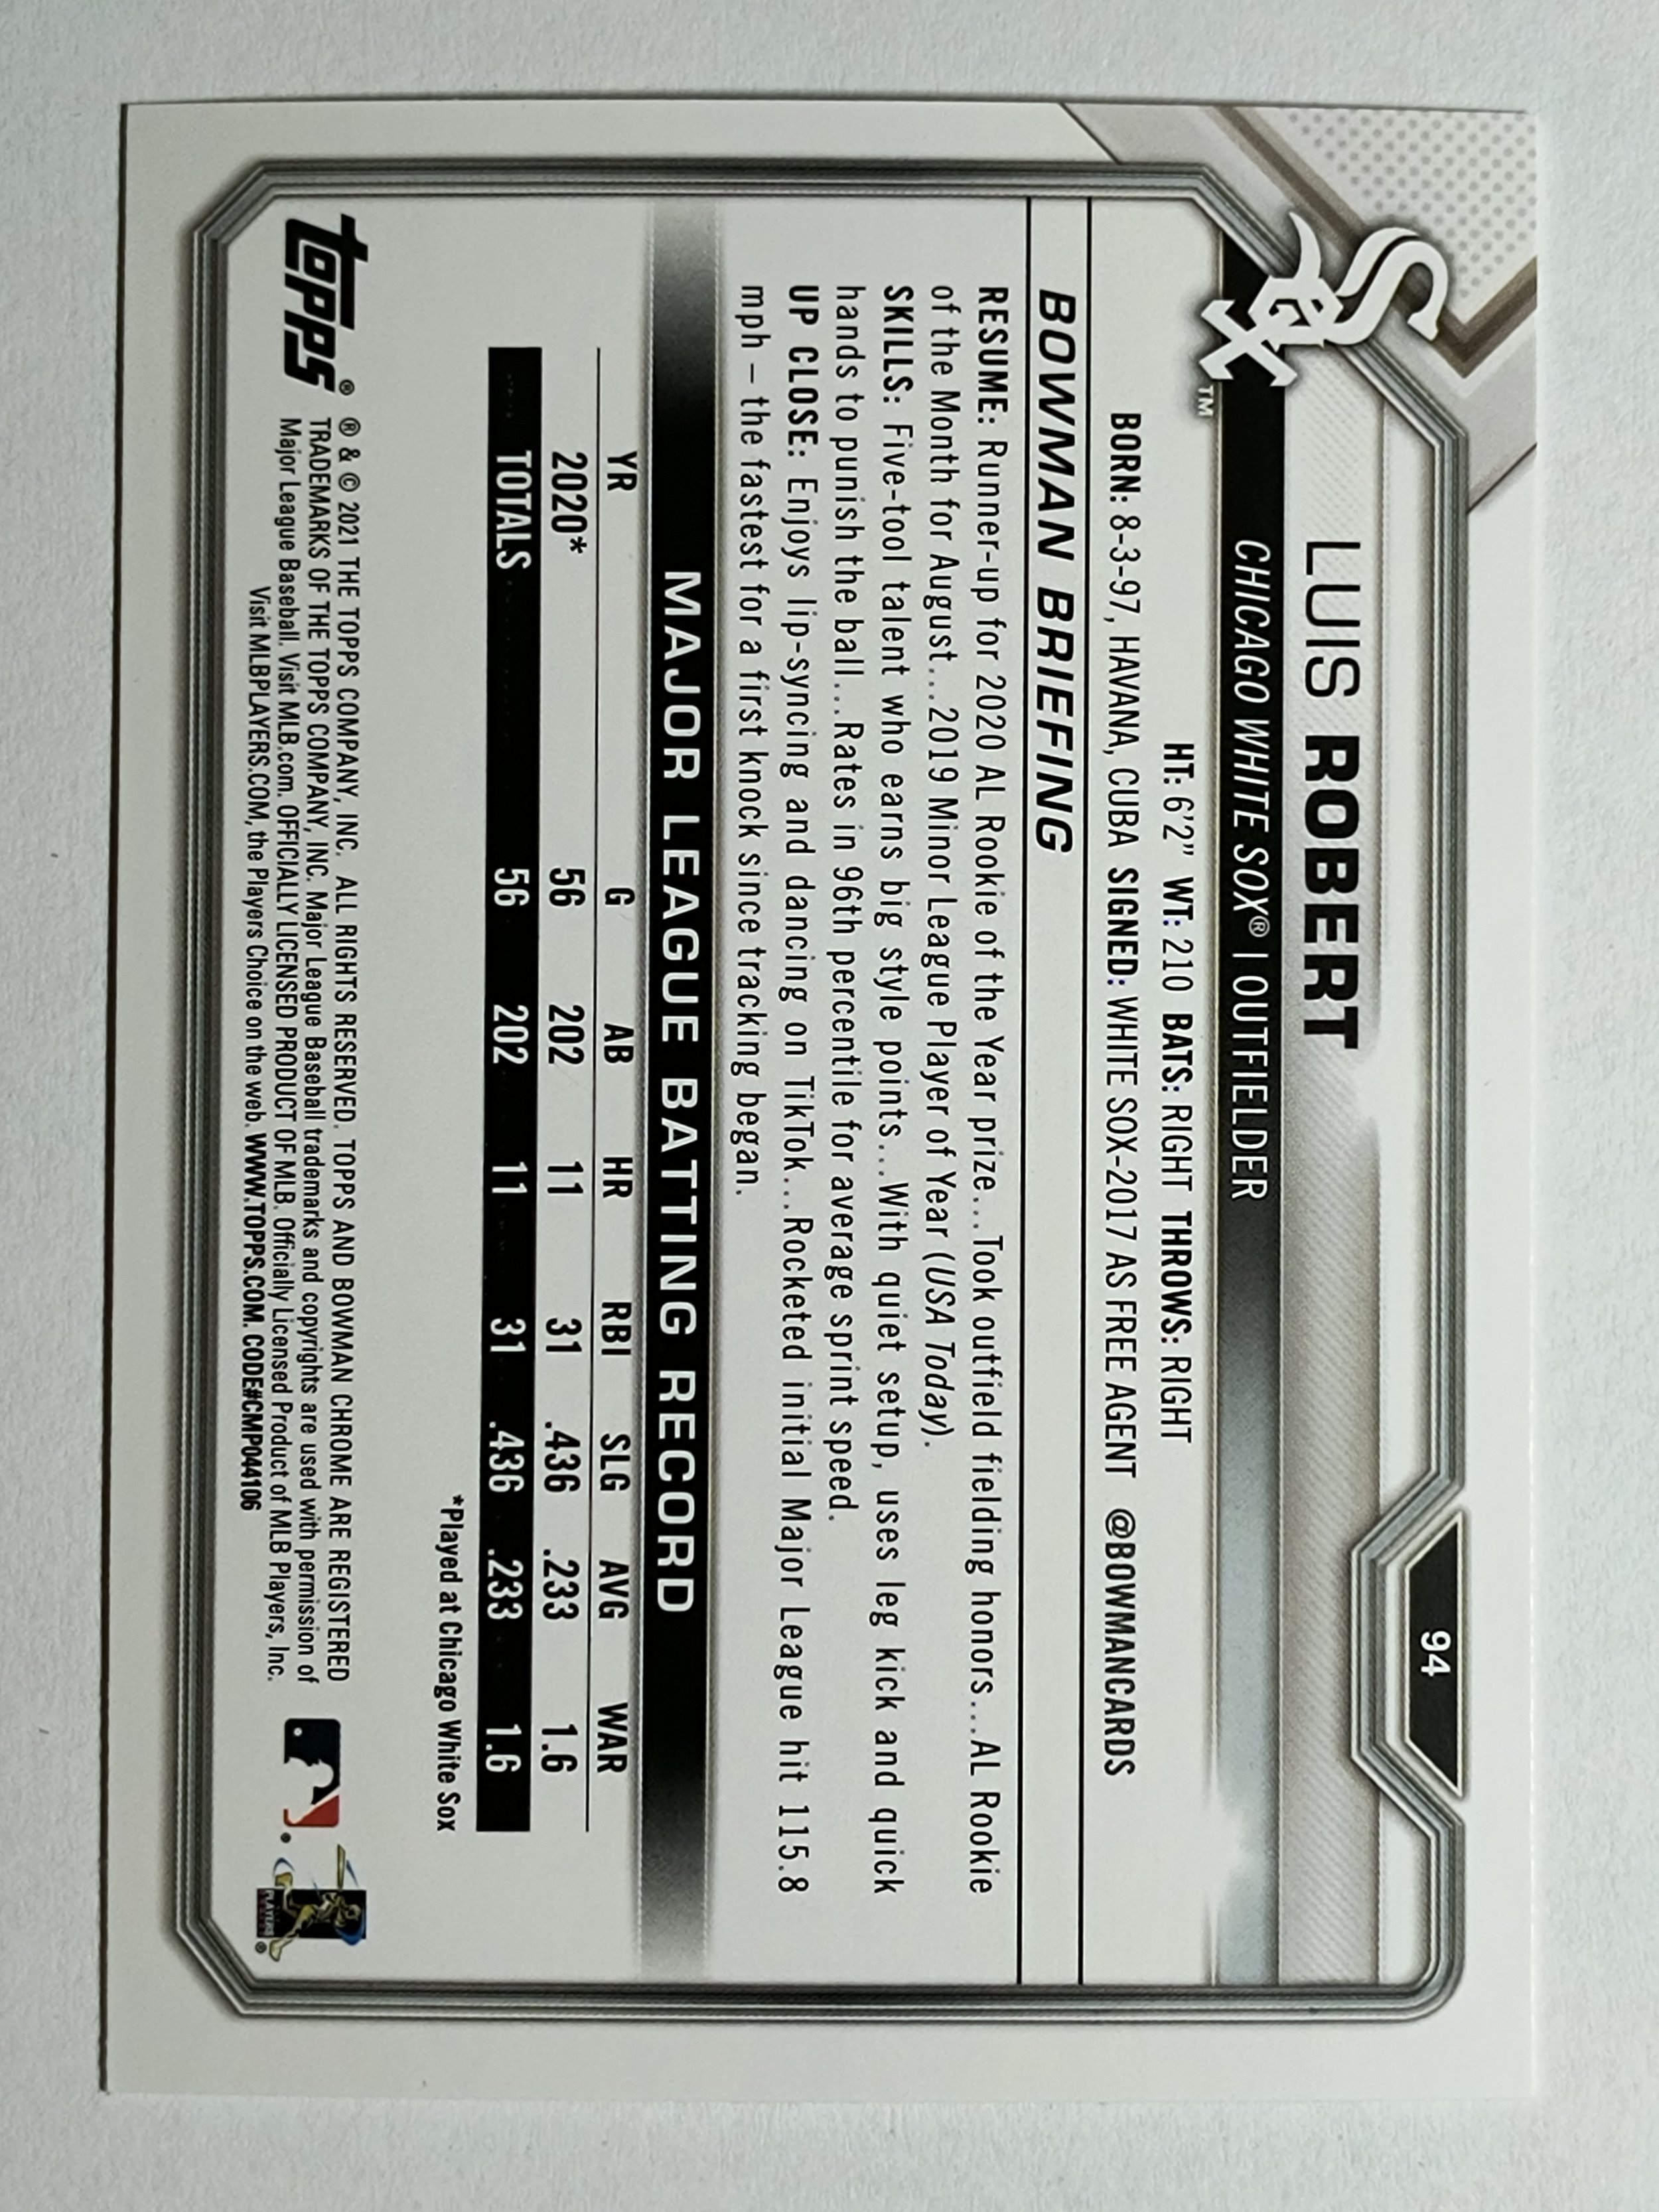 94
LUIS ROBERT
Sox™
CHICAGO WHITE SOX® | OUTFIELDER
HT: 6'2" WT: 210 BATS: RIGHT THROWS: RIGHT
BORN: 8-3-97, HAVANA, CUBA SIGNED: WHITE SOX-2017 AS FREE AGENT @BOWMANCARDS
BOWMAN BRIEFING
RESUME: Runner-up for 2020 AL Rookie of the Year prize...Took outfield fielding honors...AL Rookie
of the Month for August...2019 Minor League Player of Year (USA Today).
SKILLS: Five-tool talent who earns big style points...With quiet setup, uses leg kick and quick
hands to punish the ball...Rates in 96th percentile for average sprint speed.
UP CLOSE: Enjoys lip-syncing and dancing on TikTok...Rocketed initial Major League hit 115.8
mph – the fastest for a first knock since tracking began.
MAJOR LEAGUE BATTING RECORD
YR G AB HR RBI SLG AVG WAR
2020* 56 202 11 31 .436 .233 1.6
TOTALS 56 202 11 31 .436 .233 1.6
*Played at Chicago White Sox
topps®
® & © 2021 THE TOPPS COMPANY, INC. ALL RIGHTS RESERVED. TOPPS AND BOWMAN CHROME ARE REGISTERED
TRADEMARKS OF THE TOPPS COMPANY, INC. Major League Baseball trademarks and copyrights are used with permission of
Major League Baseball. Visit MLB.com. OFFICIALLY LICENSED PRODUCT OF MLB. Officially Licensed Product of MLB Players, Inc.
Visit MLBPLAYERS.COM, the Players Choice on the web. WWW.TOPPS.COM. CODE#CMP044106
PLAYERS